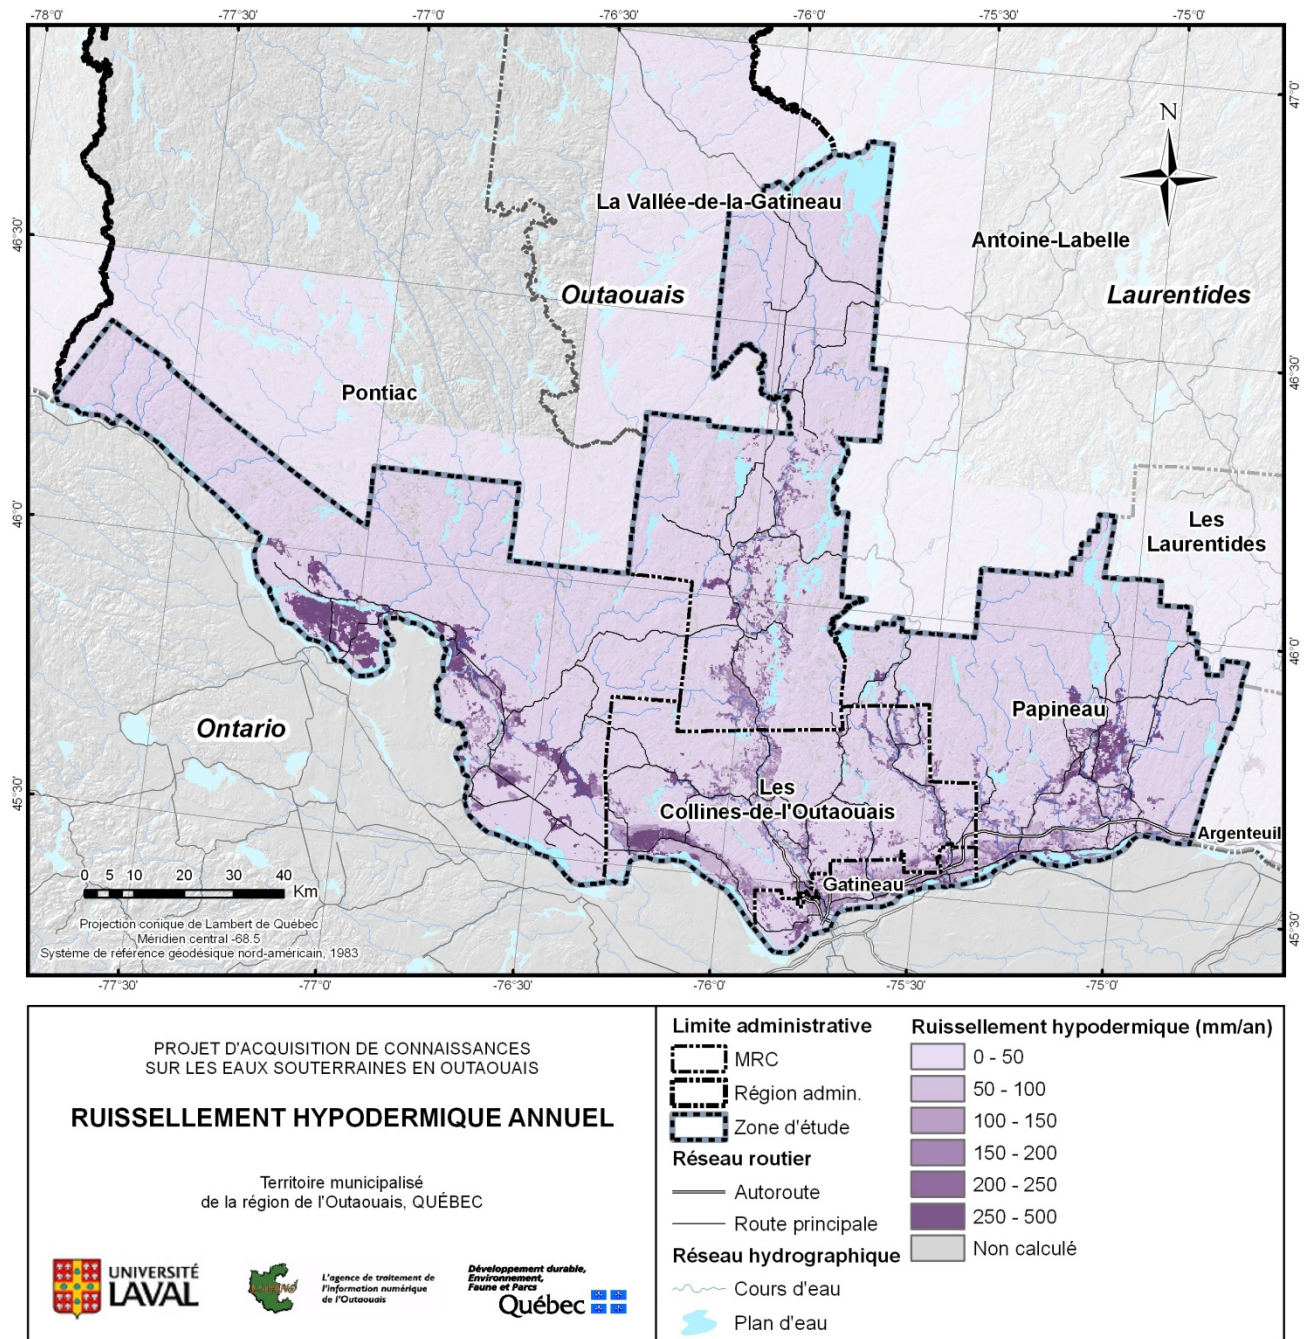 -78°0'
-77°30'
-77°0'
-76°30'
-76°0'
-75°30'
-75°0'
47°0'
N
La Vallée-de-la-Gatineau
46°30'
Antoine-Labelle
Outaouais
Laurentides
46°30'
Pontiac
46°0'
Les
Laurentides
46°0'
Papineau
Ontario
45°30'
Les
Collines-de-l'Outaouais
Argenteuil
Gatineau
0 5 10 20 30 40
Km
45°30'
Projection conique de Lambert de Québec
Méridien central -68.5
Système de référence géodésique nord-américain, 1983
-77°30'
-77°0'
-76°30'
-76°0'
-75°30'
-75°0'
PROJET D'ACQUISITION DE CONNAISSANCES
SUR LES EAUX SOUTERRAINES EN OUTAOUAIS
RUISSELLEMENT HYPODERMIQUE ANNUEL
Territoire municipalisé
de la région de l'Outaouais, QUÉBEC
UNIVERSITÉ
LAVAL
L'agence de traitement de
l'information numérique
de l'Outaouais
Développement durable,
Environnement,
Faune et Parcs
Québec
Limite administrative
MRC
Région admin.
Zone d'étude
Réseau routier
Autoroute
Route principale
Réseau hydrographique
Cours d'eau
Plan d'eau
Ruissellement hypodermique (mm/an)
0 - 50
50 - 100
100 - 150
150 - 200
200 - 250
250 - 500
Non calculé